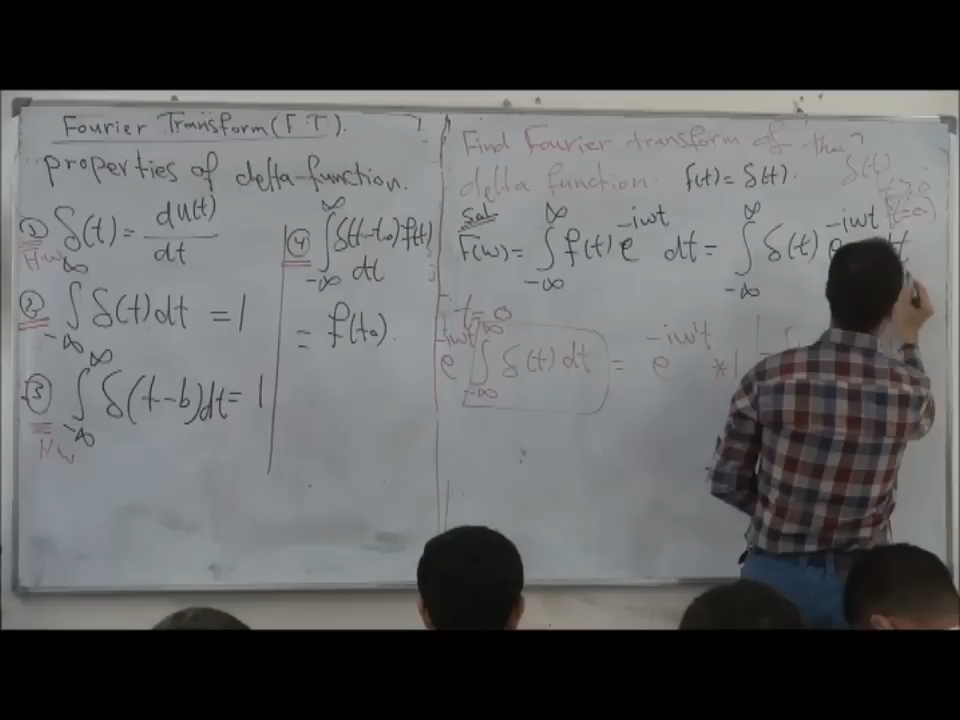 Fourier Transform (F.T).
properties of delta-function.
① δ(t) = du(t)/dt
Hw
② ∫_{-∞}^{∞} δ(t) dt = 1
③ ∫_{-∞}^{∞} δ(t-b) dt = 1
Hw.
④ ∫_{-∞}^{∞} δ(t-t₀) f(t) dt
= f(t₀).
Find Fourier transform of the
delta function. f(t) = δ(t).
δ(t)
Sol
F(w) = ∫_{-∞}^{∞} f(t) e^{-iwt} dt = ∫_{-∞}^{∞} δ(t) e^{-iwt} dt
t = 0
e^{-iwt} ∫_{-∞}^{∞} δ(t) dt = e^{-iwt} * 1 | =